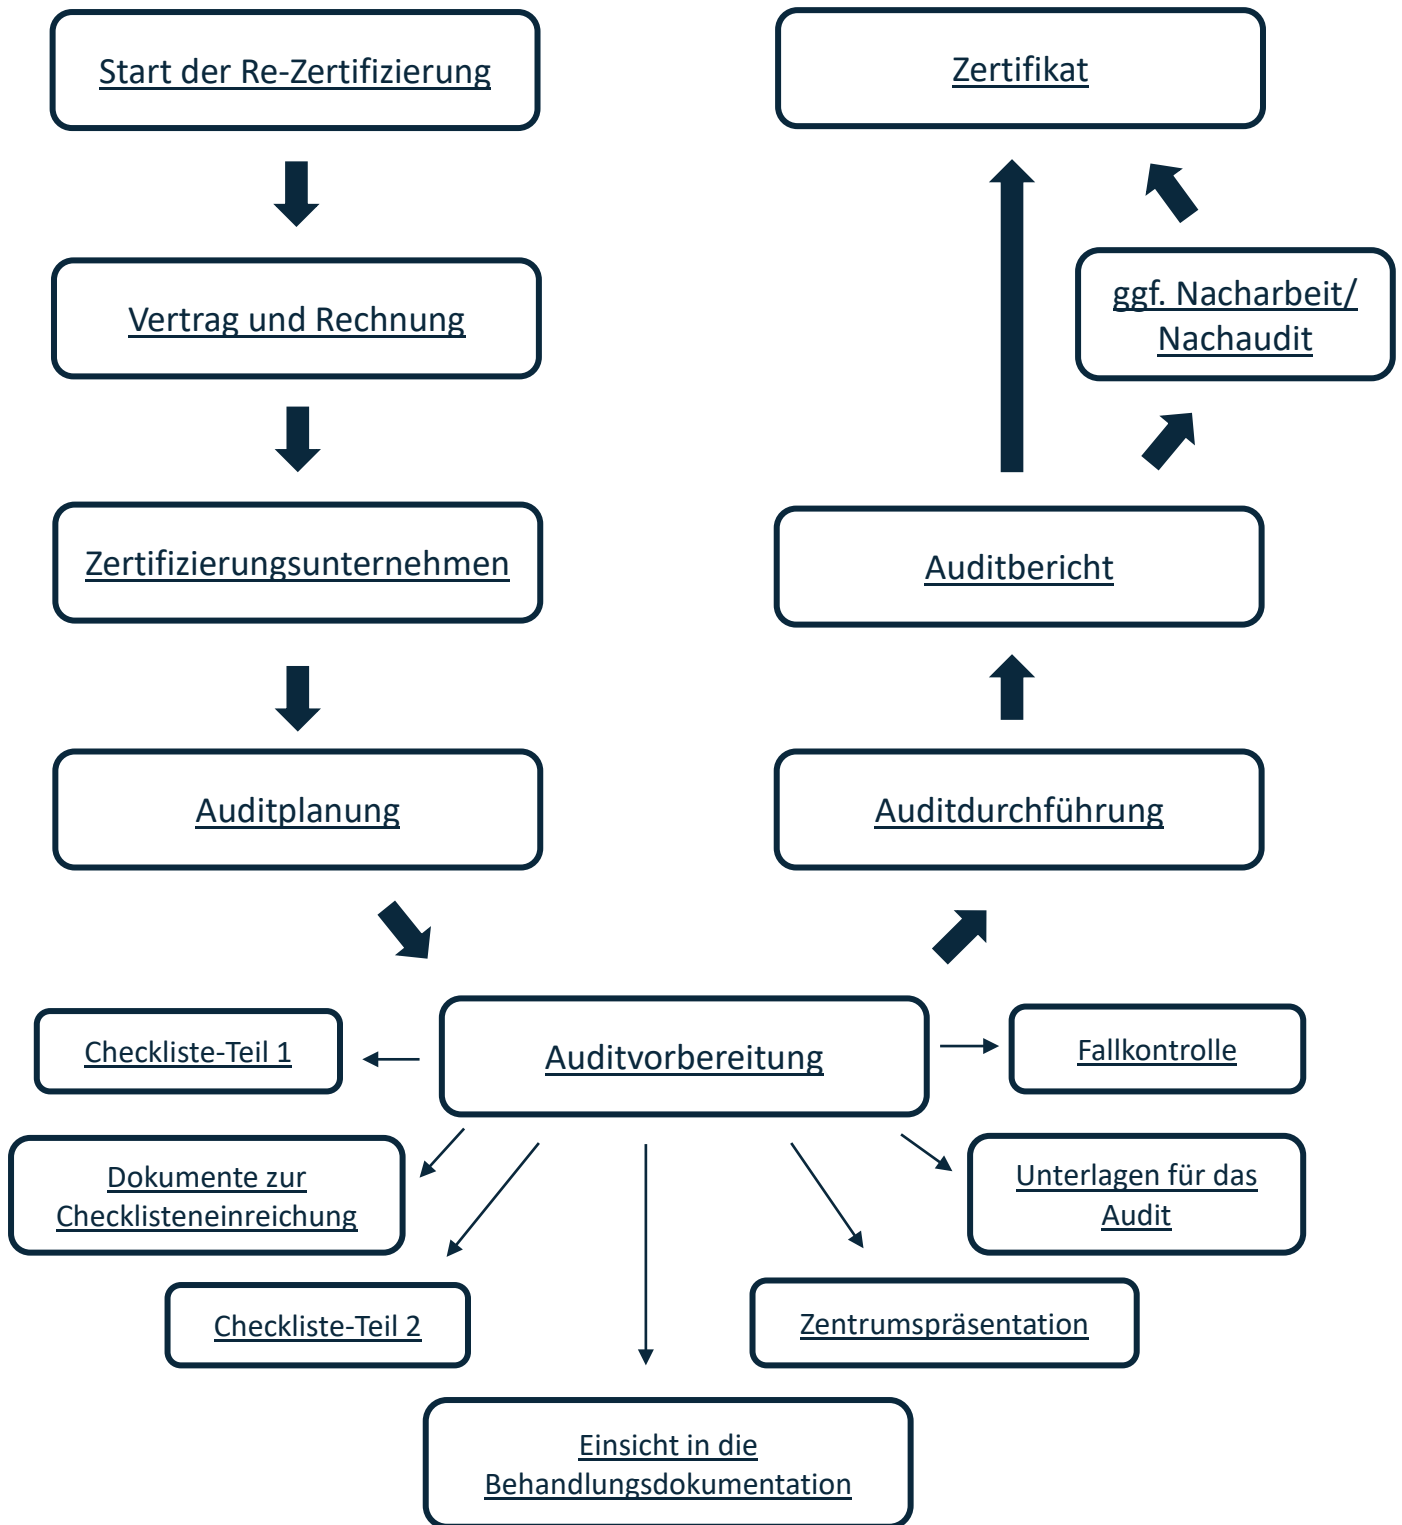 Start der Re-Zertifizierung
Vertrag und Rechnung
Zertifizierungsunternehmen
Auditplanung
Auditvorbereitung
Checkliste-Teil 1
Dokumente zur
Checklisteneinreichung
Checkliste-Teil 2
Einsicht in die
Behandlungsdokumentation
Zentrumspräsentation
Unterlagen für das
Audit
Fallkontrolle
Auditdurchführung
Auditbericht
ggf. Nacharbeit/
Nachaudit
Zertifikat